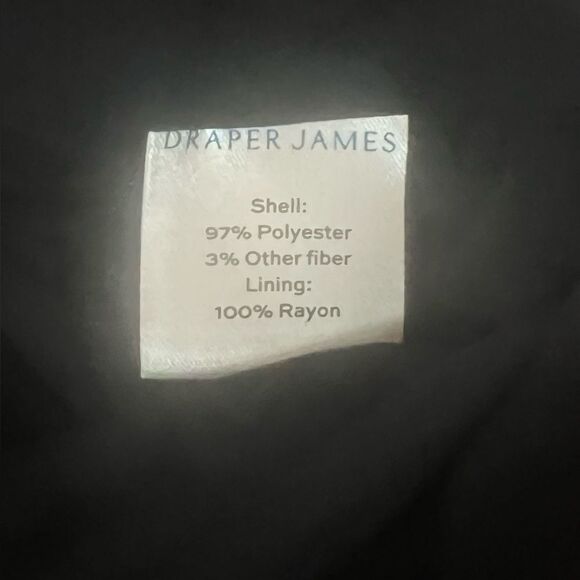 DRAPER JAMES
Shell:
97% Polyester
3% Other fiber
Lining:
100% Rayon